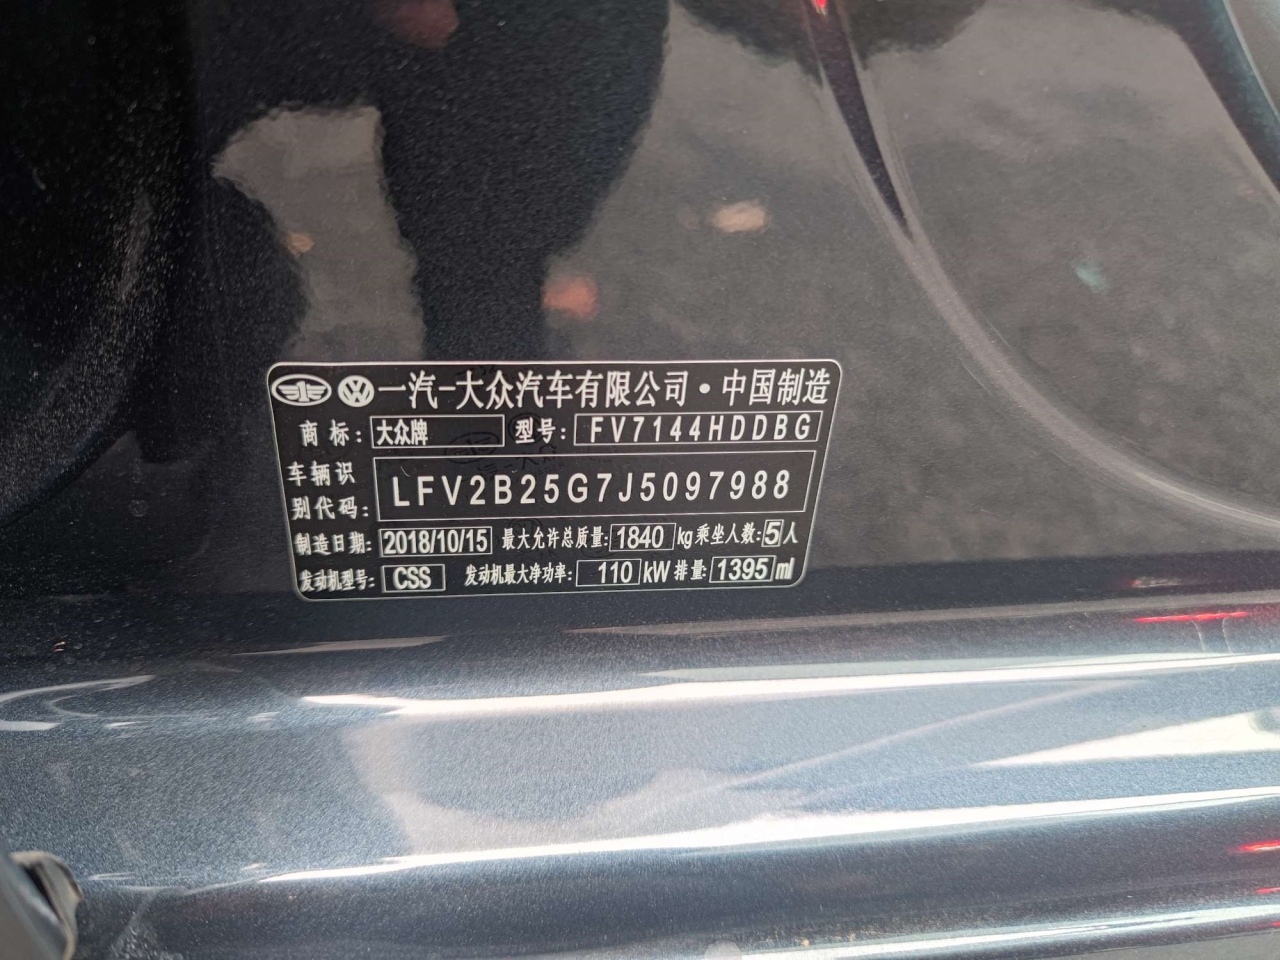 一汽-大众汽车有限公司·中国制造
商标: 大众牌 型号: FV7144HDDBG
车辆识
别代码: LFV2B25G7J5097988
制造日期: 2018/10/15 最大允许总质量: 1840 kg 乘坐人数: 5 人
发动机型号: CSS 发动机最大净功率: 110 kW 排量: 1395 ml